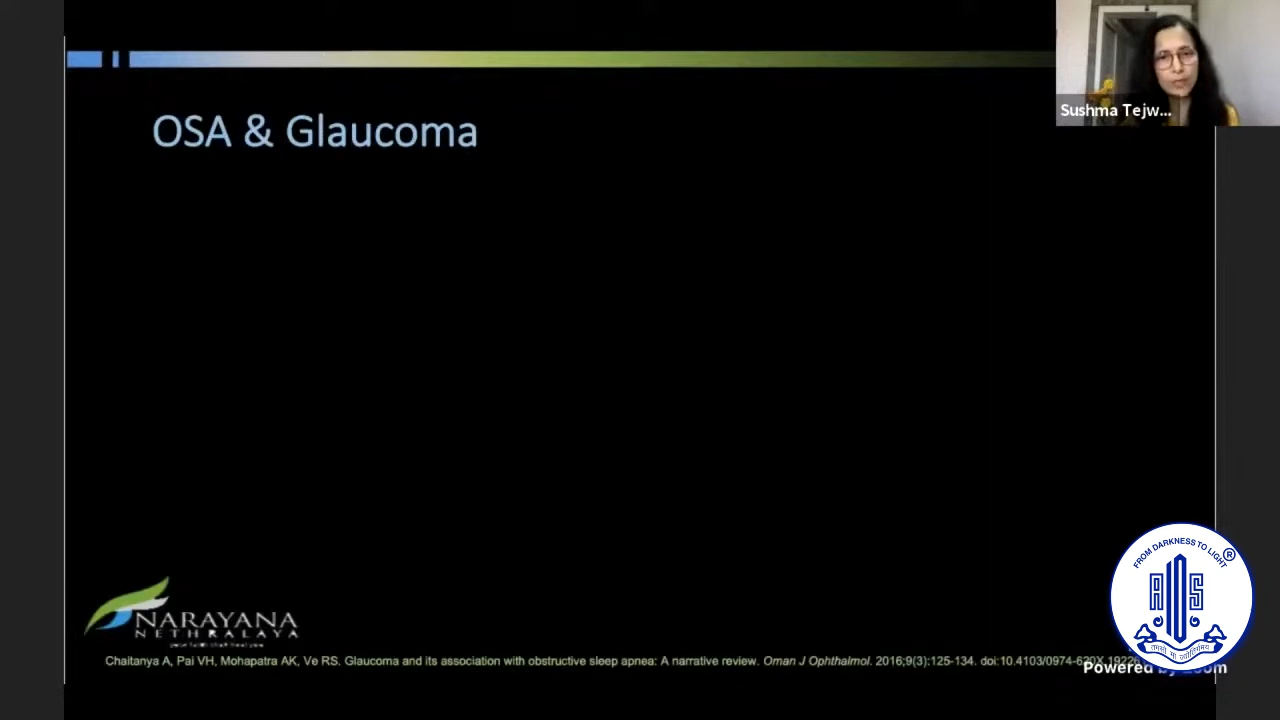 Sushma Tejw...
OSA & Glaucoma
FROM DARKNESS TO LIGHT
®
AIOS
NARAYANA
NETHRALAYA
Chaitanya A, Pai VH, Mohapatra AK, Ve RS. Glaucoma and its association with obstructive sleep apnea: A narrative review. Oman J Ophthalmol. 2016;9(3):125-134. doi:10.4103/0974-620X.
Powered by Zoom